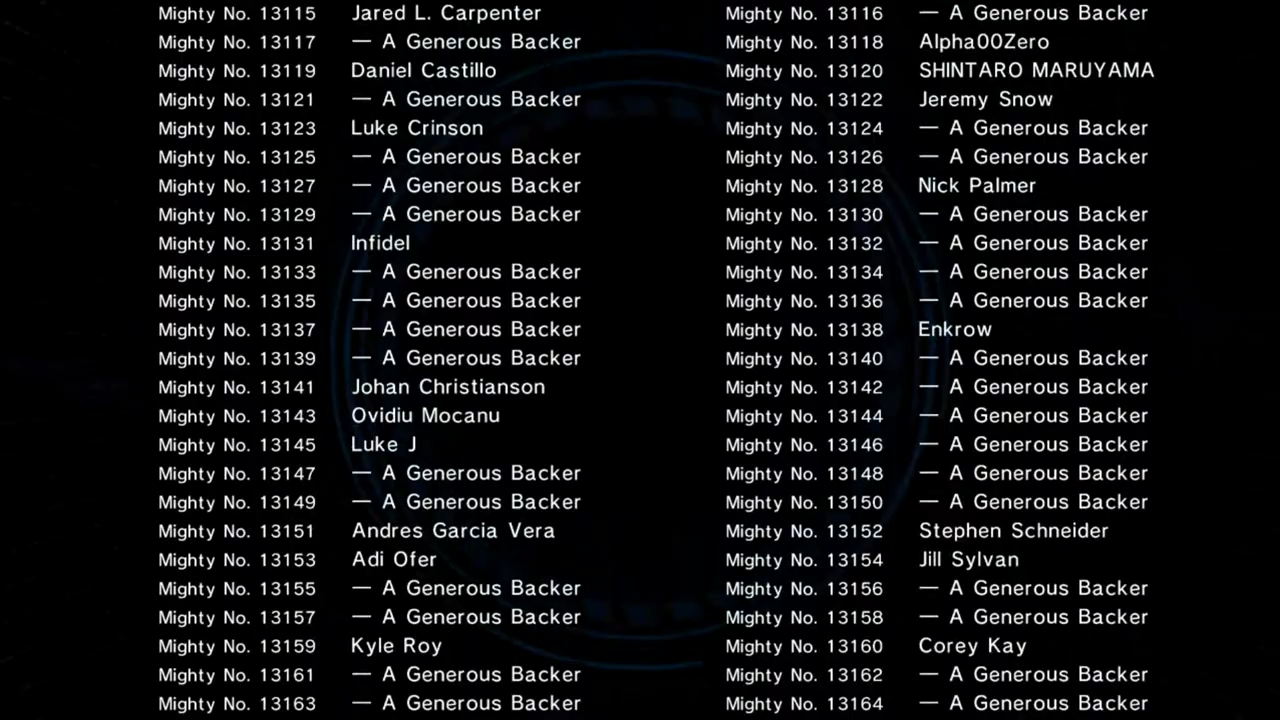 Mighty No. 13115 Jared L. Carpenter Mighty No. 13116 — A Generous Backer
Mighty No. 13117 — A Generous Backer Mighty No. 13118 Alpha00Zero
Mighty No. 13119 Daniel Castillo Mighty No. 13120 SHINTARO MARUYAMA
Mighty No. 13121 — A Generous Backer Mighty No. 13122 Jeremy Snow
Mighty No. 13123 Luke Crinson Mighty No. 13124 — A Generous Backer
Mighty No. 13125 — A Generous Backer Mighty No. 13126 — A Generous Backer
Mighty No. 13127 — A Generous Backer Mighty No. 13128 Nick Palmer
Mighty No. 13129 — A Generous Backer Mighty No. 13130 — A Generous Backer
Mighty No. 13131 Infidel Mighty No. 13132 — A Generous Backer
Mighty No. 13133 — A Generous Backer Mighty No. 13134 — A Generous Backer
Mighty No. 13135 — A Generous Backer Mighty No. 13136 — A Generous Backer
Mighty No. 13137 — A Generous Backer Mighty No. 13138 Enkrow
Mighty No. 13139 — A Generous Backer Mighty No. 13140 — A Generous Backer
Mighty No. 13141 Johan Christianson Mighty No. 13142 — A Generous Backer
Mighty No. 13143 Ovidiu Mocanu Mighty No. 13144 — A Generous Backer
Mighty No. 13145 Luke J Mighty No. 13146 — A Generous Backer
Mighty No. 13147 — A Generous Backer Mighty No. 13148 — A Generous Backer
Mighty No. 13149 — A Generous Backer Mighty No. 13150 — A Generous Backer
Mighty No. 13151 Andres Garcia Vera Mighty No. 13152 Stephen Schneider
Mighty No. 13153 Adi Ofer Mighty No. 13154 Jill Sylvan
Mighty No. 13155 — A Generous Backer Mighty No. 13156 — A Generous Backer
Mighty No. 13157 — A Generous Backer Mighty No. 13158 — A Generous Backer
Mighty No. 13159 Kyle Roy Mighty No. 13160 Corey Kay
Mighty No. 13161 — A Generous Backer Mighty No. 13162 — A Generous Backer
Mighty No. 13163 — A Generous Backer Mighty No. 13164 — A Generous Backer